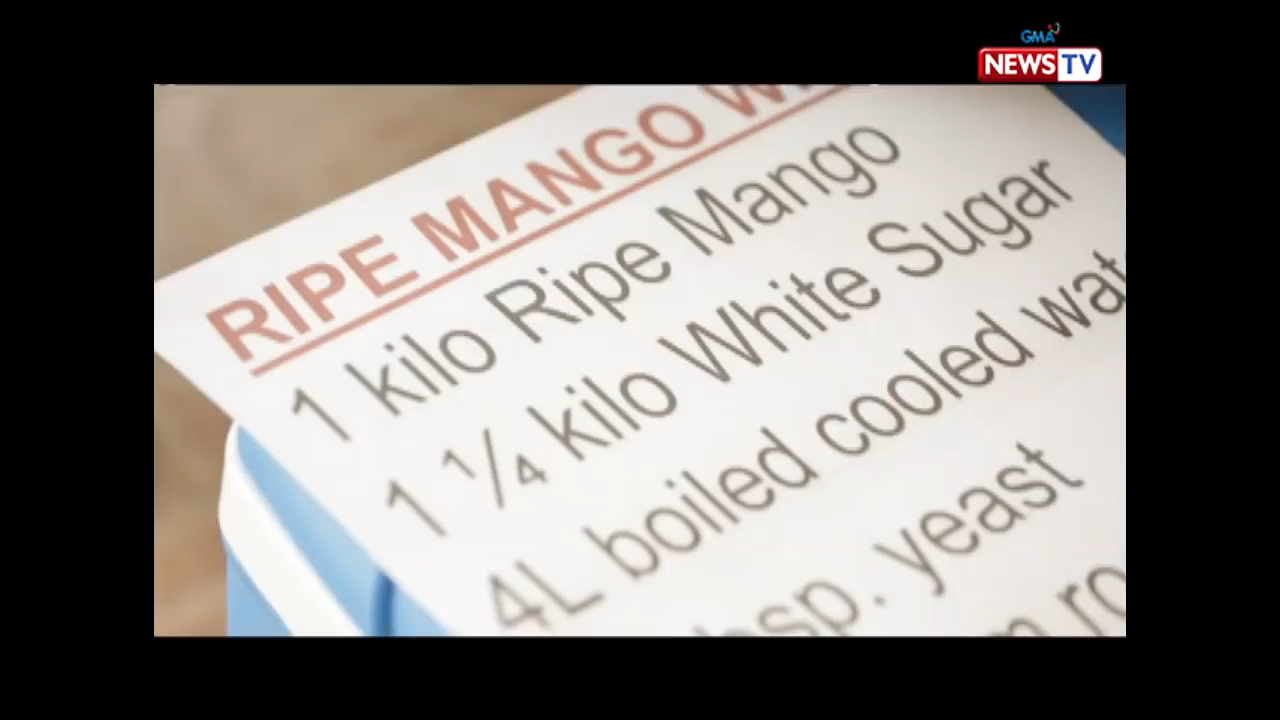 GMA
NEWS TV
RIPE MANGO
1 kilo Ripe Mango
1 ¼ kilo White Sugar
4L boiled cooled
yeast